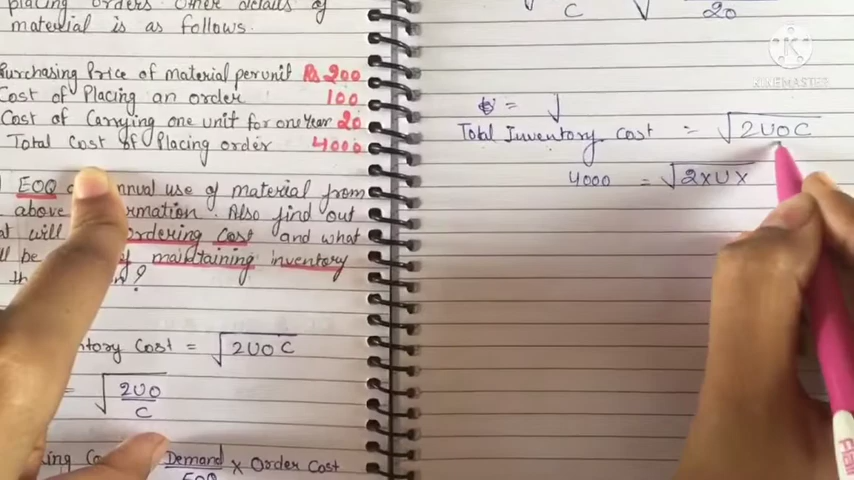 placing orders. Other details of
material is as follows.
Purchasing Price of material per unit Rs 200
Cost of Placing an order 100
Cost of Carrying one unit for one year 20
Total Cost of Placing order 4000
EOQ annual use of material from
above Also find out
will ordering cost and what
be of maintaining inventory
?
Cost = √2UOC
= √2UO
C
Demand × Order Cost
EOQ
C 20
= √
Total Inventory cost = √2UOC
4000 = √2×U×
KINEMASTER